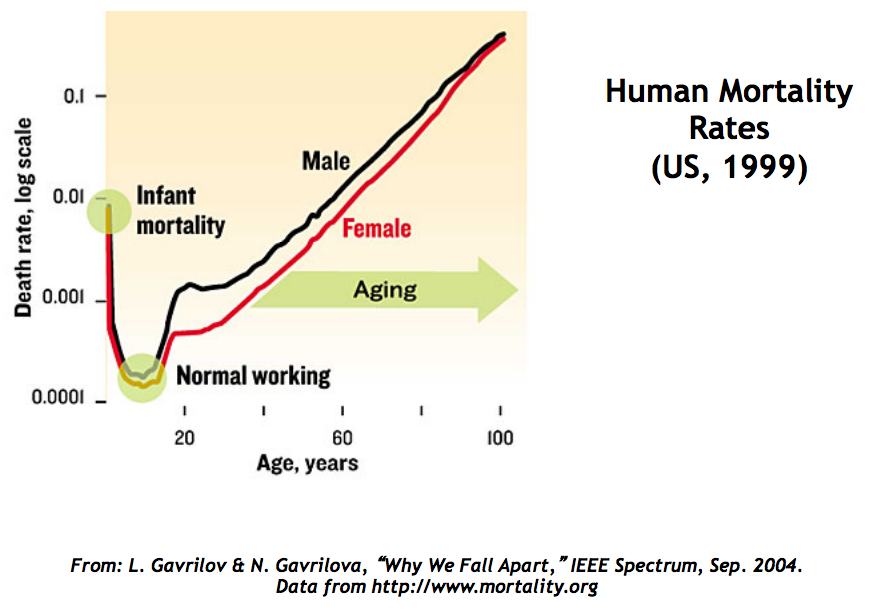 Human Mortality
Rates
(US, 1999)
Death rate, log scale
0.1
0.01
0.001
0.0001
Infant
mortality
Male
Female
Aging
Normal working
20
60
100
Age, years
From: L. Gavrilov & N. Gavrilova, “Why We Fall Apart,” IEEE Spectrum, Sep. 2004.
Data from http://www.mortality.org